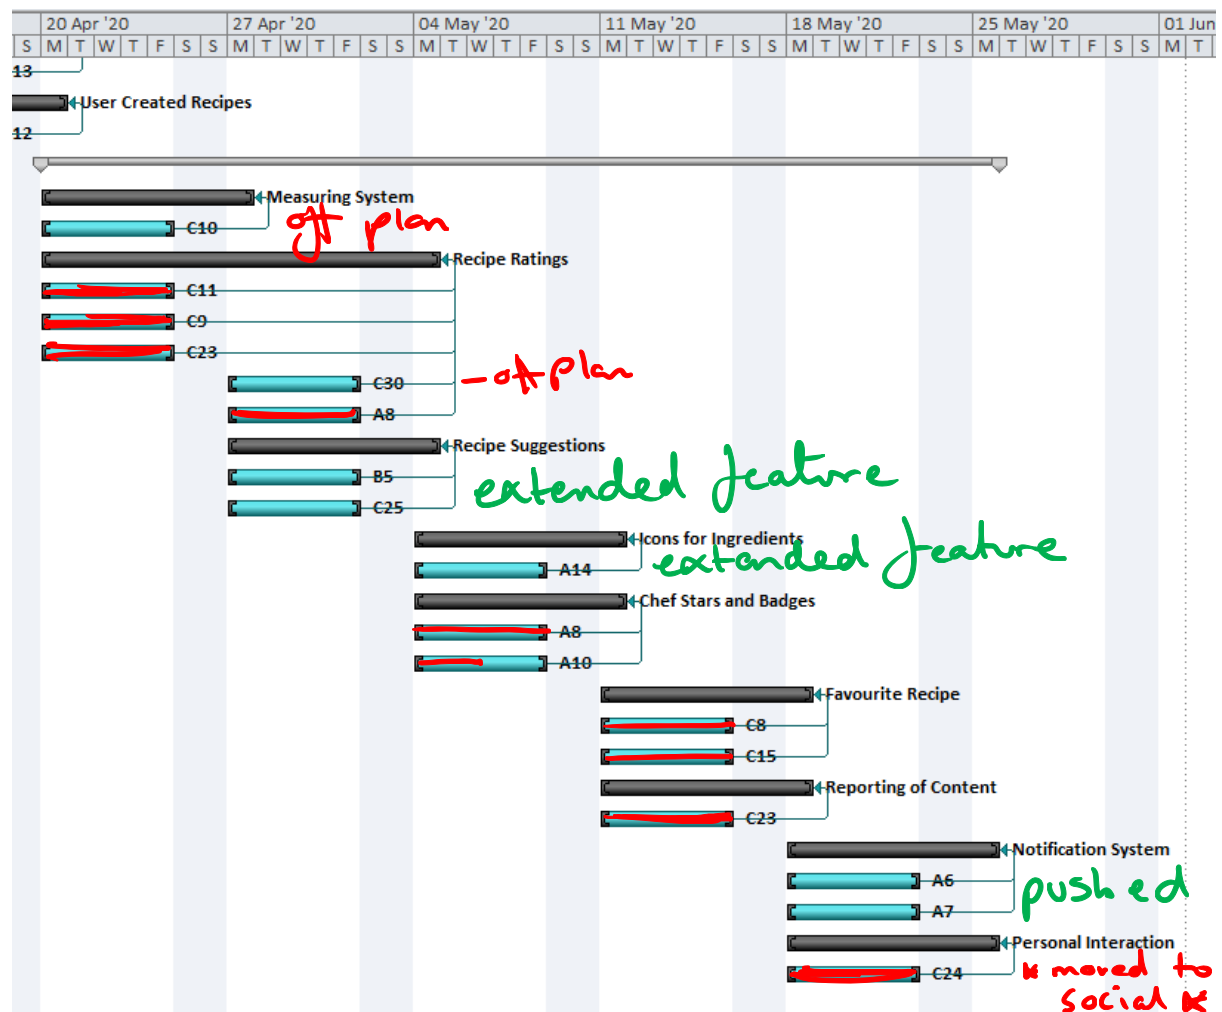 20 Apr '20 27 Apr '20 04 May '20 11 May '20 18 May '20 25 May '20 01 Jun
S M T W T F S S M T W T F S S M T W T F S S M T W T F S S M T W T F S S M T W T F S S M T
13
User Created Recipes
12
Measuring System
C10
off plan
Recipe Ratings
C11
C9
C23
C30
- off plan
A8
Recipe Suggestions
B5
extended feature
C25
Icons for Ingredients
extended feature
A14
Chef Stars and Badges
A8
A10
Favourite Recipe
C8
C15
Reporting of Content
C23
Notification System
A6
pushed
A7
Personal Interaction
C24
* moved to
social *